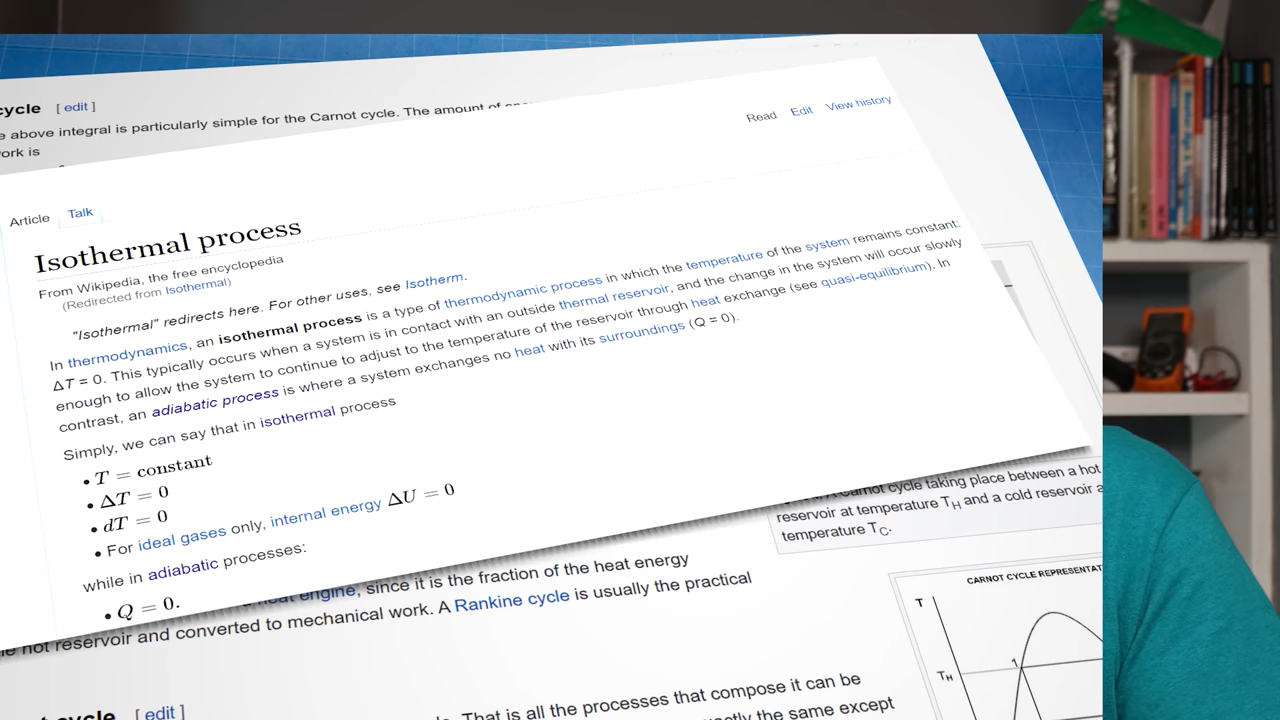 cycle [ edit ]
above integral is particularly simple for the Carnot cycle. The amount of
work is
Read Edit View history
Article Talk
Isothermal process
From Wikipedia, the free encyclopedia
(Redirected from Isothermal)
"Isothermal" redirects here. For other uses, see Isotherm.
In thermodynamics, an isothermal process is a type of thermodynamic process in which the temperature of the system remains constant:
ΔT = 0. This typically occurs when a system is in contact with an outside thermal reservoir, and the change in the system will occur slowly
enough to allow the system to continue to adjust to the temperature of the reservoir through heat exchange (see quasi-equilibrium). In
contrast, an adiabatic process is where a system exchanges no heat with its surroundings (Q = 0).
Simply, we can say that in isothermal process
• T = constant
• ΔT = 0
• dT = 0
• For ideal gases only, internal energy ΔU = 0
while in adiabatic processes:
• Q = 0.
A Carnot cycle taking place between a hot
reservoir at temperature TH and a cold reservoir a
temperature TC.
heat engine, since it is the fraction of the heat energy
hot reservoir and converted to mechanical work. A Rankine cycle is usually the practical
CARNOT CYCLE REPRESENTAT
T
1
TH
cycle [ edit ]
That is all the processes that compose it can be
the same except